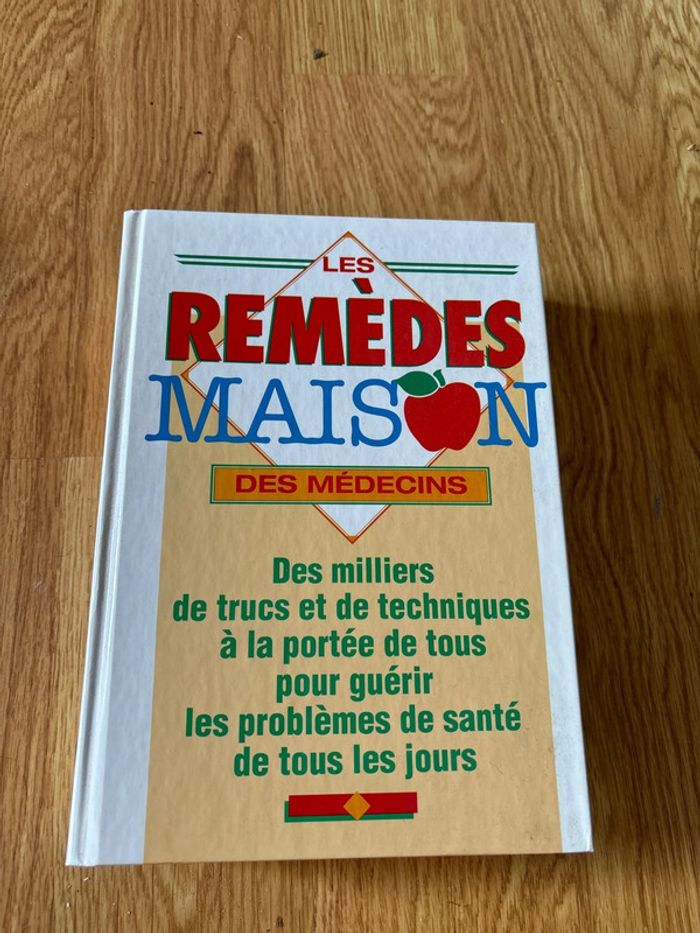 LES
REMÈDES
MAISON
DES MÉDECINS
Des milliers
de trucs et de techniques
à la portée de tous
pour guérir
les problèmes de santé
de tous les jours